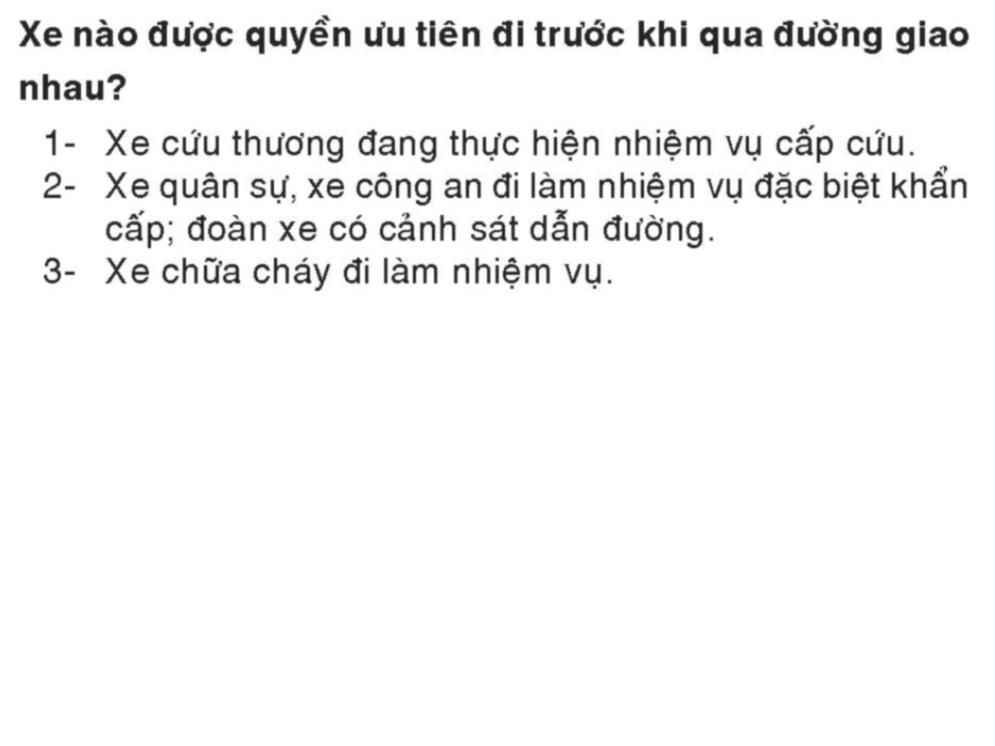 Xe nào được quyền ưu tiên đi trước khi qua đường giao
nhau?
1- Xe cứu thương đang thực hiện nhiệm vụ cấp cứu.
2- Xe quân sự, xe công an đi làm nhiệm vụ đặc biệt khẩn
cấp; đoàn xe có cảnh sát dẫn đường.
3- Xe chữa cháy đi làm nhiệm vụ.